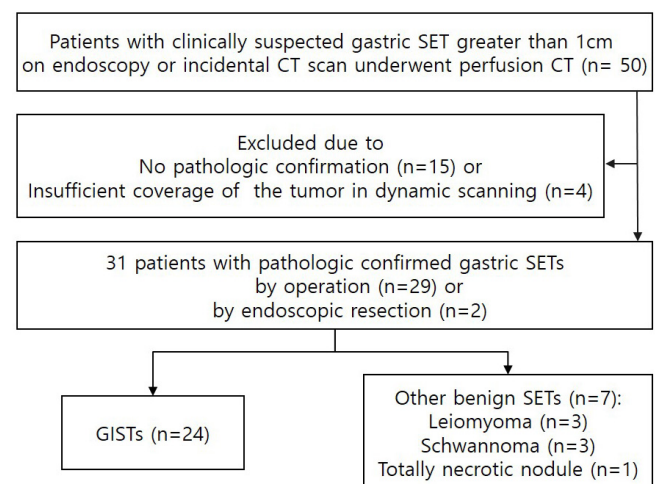 Patients with clinically suspected gastric SET greater than 1cm
on endoscopy or incidental CT scan underwent perfusion CT (n= 50)
Excluded due to
No pathologic confirmation (n=15) or
Insufficient coverage of the tumor in dynamic scanning (n=4)
31 patients with pathologic confirmed gastric SETs
by operation (n=29) or
by endoscopic resection (n=2)
GISTs (n=24)
Other benign SETs (n=7):
Leiomyoma (n=3)
Schwannoma (n=3)
Totally necrotic nodule (n=1)